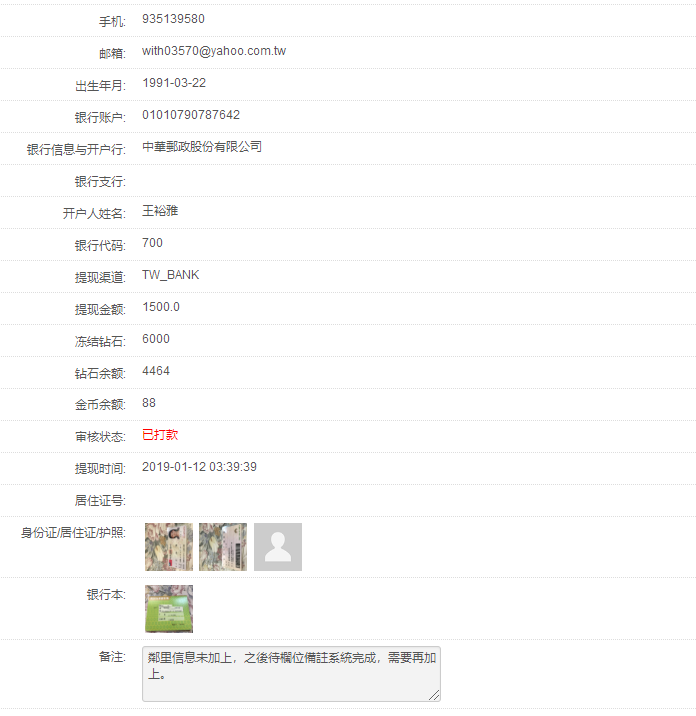 手机: 935139580
邮箱: with03570@yahoo.com.tw
出生年月: 1991-03-22
银行账户: 01010790787642
银行信息与开户行: 中華郵政股份有限公司
银行支行:
开户人姓名: 王裕雅
银行代码: 700
提现渠道: TW_BANK
提现金额: 1500.0
冻结钻石: 6000
钻石余额: 4464
金币余额: 88
审核状态: 已打款
提现时间: 2019-01-12 03:39:39
居住证号:
身份证/居住证/护照:
银行本:
备注: 鄰里信息未加上，之後待欄位備註系統完成，需要再加
上。